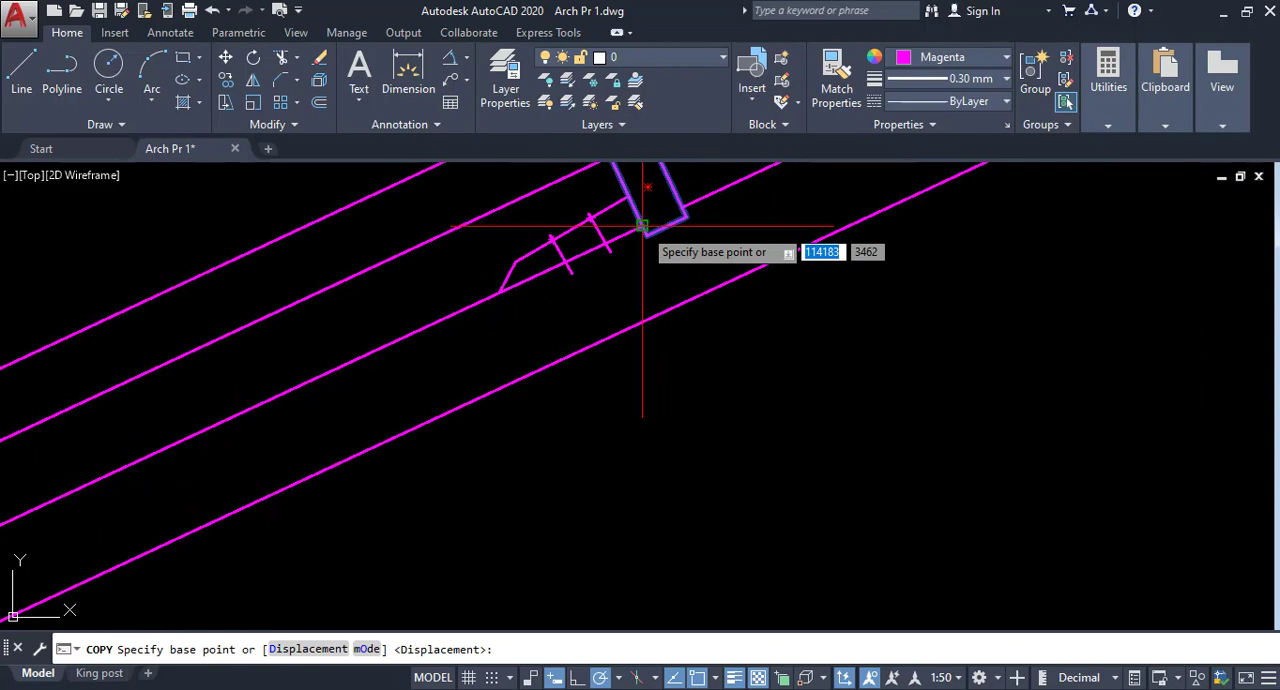 Autodesk AutoCAD 2020 Arch Pr 1.dwg
Type a keyword or phrase
Sign In
Home Insert Annotate Parametric View Manage Output Collaborate Express Tools
Line Polyline Circle Arc
Text Dimension
Layer Properties
0
Insert
Match Properties
Magenta
0.30 mm
ByLayer
Group
Utilities
Clipboard
View
Draw Modify Annotation Layers Block Properties Groups
Start Arch Pr 1*
[−][Top][2D Wireframe]
Specify base point or 114183 3462
Y
X
COPY Specify base point or [Displacement mOde] <Displacement>:
Model King post
MODEL 1:50 Decimal